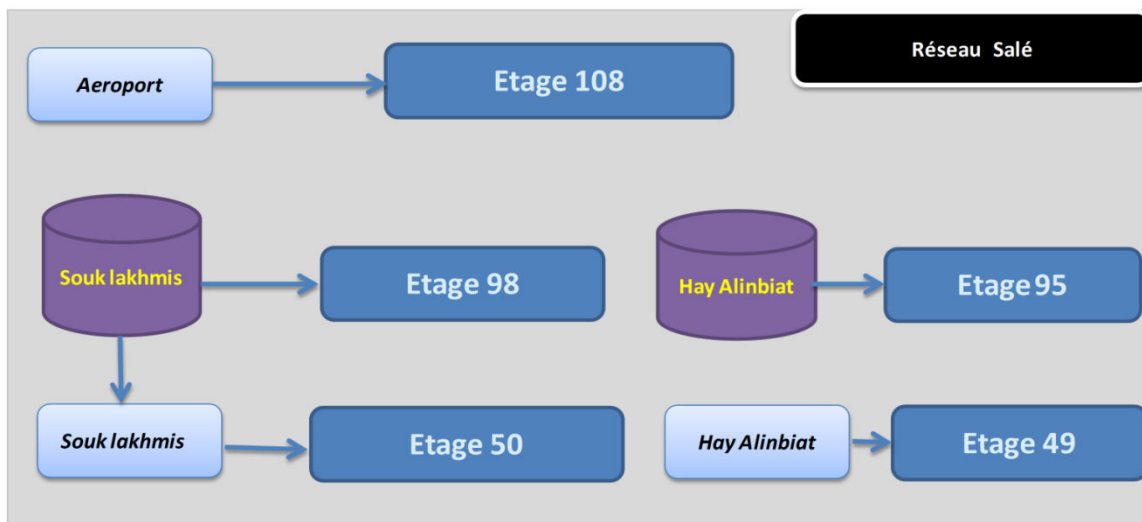 Réseau Salé
Aeroport
Etage 108
Souk lakhmis
Etage 98
Hay Alinbiat
Etage 95
Souk lakhmis
Etage 50
Hay Alinbiat
Etage 49